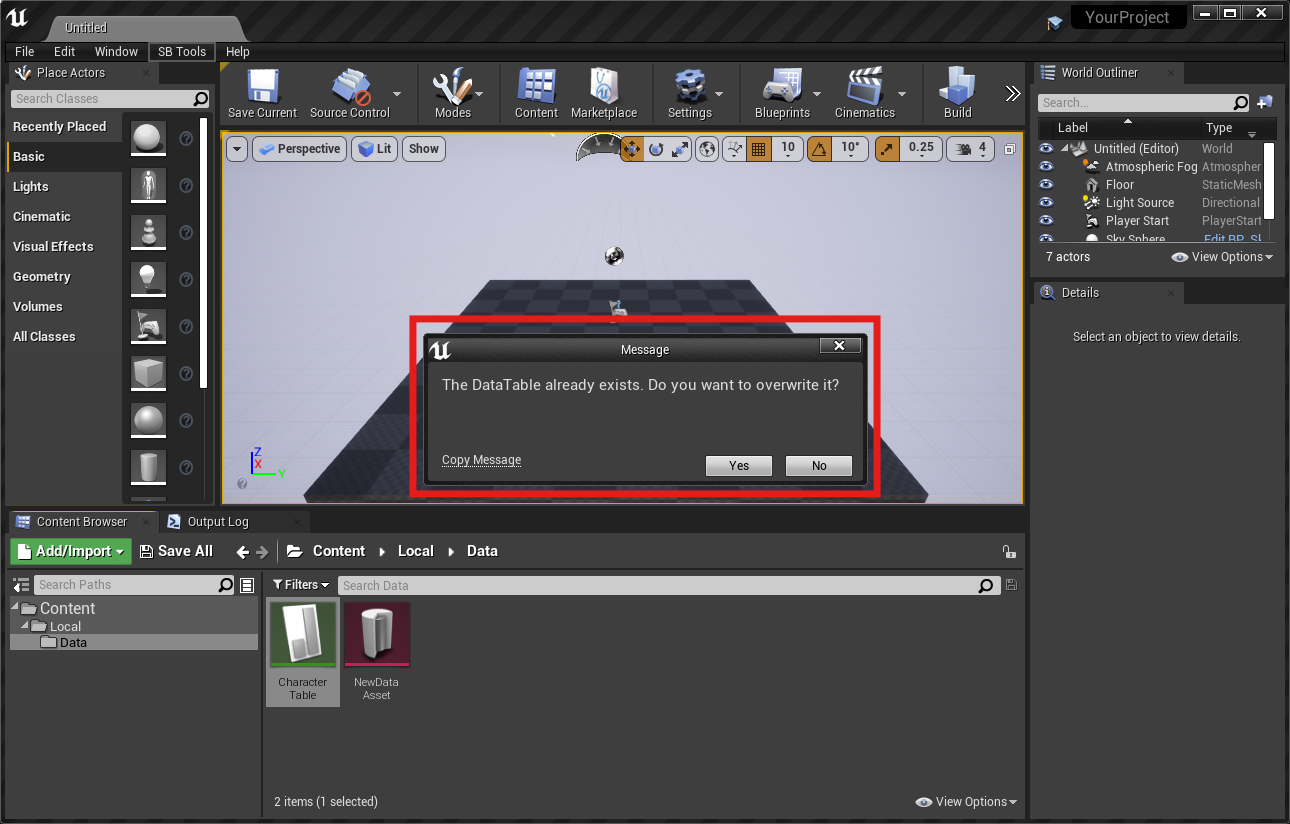 Untitled
YourProject
File Edit Window SB Tools Help
Place Actors
Search Classes
Recently Placed
Basic
Lights
Cinematic
Visual Effects
Geometry
Volumes
All Classes
Save Current
Source Control
Modes
Content
Marketplace
Settings
Blueprints
Cinematics
Build
Perspective
Lit
Show
10
10°
0.25
4
World Outliner
Search...
Label Type
Untitled (Editor) World
Atmospheric Fog Atmospher
Floor StaticMesh
Light Source Directional
Player Start PlayerStart
Sky Sphere Edit BP_Sk
7 actors
View Options
Details
Select an object to view details.
Message
The DataTable already exists. Do you want to overwrite it?
Copy Message
Yes
No
Z
X
Y
Content Browser
Output Log
Add/Import
Save All
Content
Local
Data
Search Paths
Content
Local
Data
Filters
Search Data
Character
Table
NewData
Asset
2 items (1 selected)
View Options